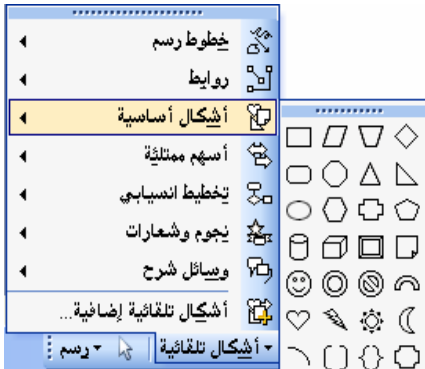 خطوط رسم
روابط
أشكال أساسية
أسهم ممتلئة
تخطيط انسيابي
نجوم وشعارات
وسائل شرح
أشكال تلقائية إضافية...
أشكال تلقائية رسم